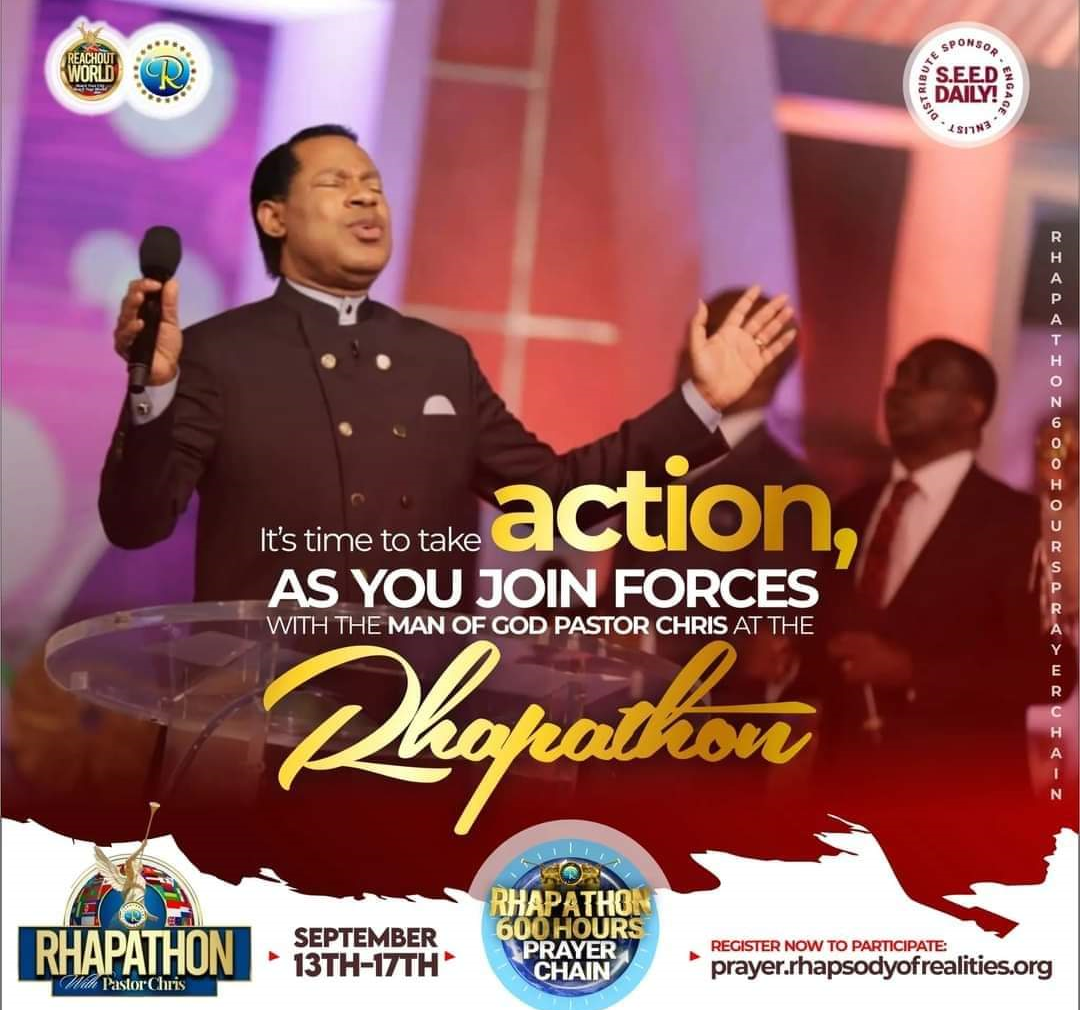 REACHOUT
WORLD
R
SPONSOR - ENGAGE - ENLIST - DISTRIBUTE
S.E.E.D
DAILY!
RHAPATHON600HOURSPRAYERCHAIN
It's time to take action,
AS YOU JOIN FORCES
WITH THE MAN OF GOD PASTOR CHRIS AT THE
Rhapathon
RHAPATHON
With Pastor Chris
SEPTEMBER
13TH-17TH
RHAPATHON
600 HOURS
PRAYER
CHAIN
REGISTER NOW TO PARTICIPATE:
prayer.rhapsodyofrealities.org